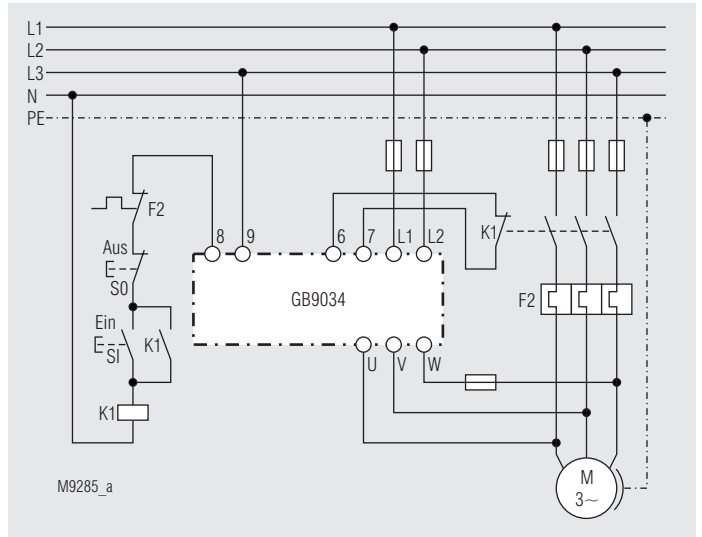 L1
L2
L3
N
PE
F2
8
9
6
7
L1
L2
K1
Aus
S0
GB9034
F2
Ein
SI
K1
U
V
W
K1
M
3~
M9285_a